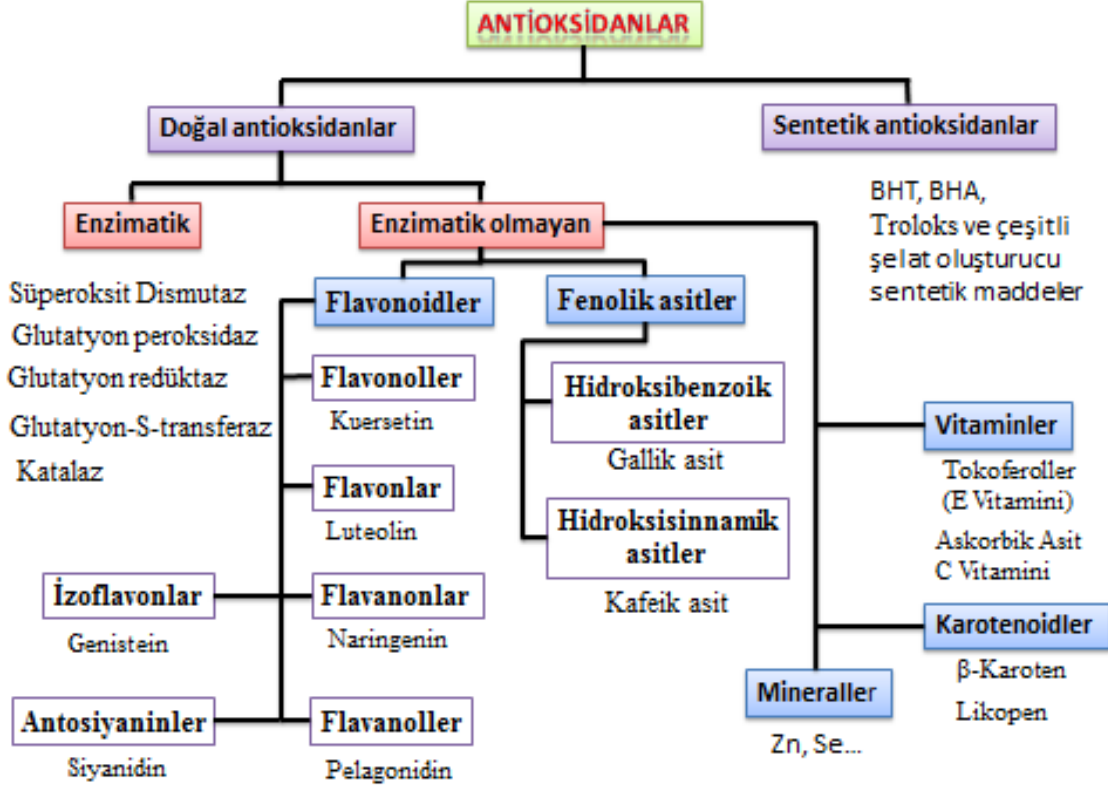 ANTİOKSİDANLAR
Doğal antioksidanlar
Sentetik antioksidanlar
BHT, BHA,
Troloks ve çeşitli
şelat oluşturucu
sentetik maddeler
Enzimatik
Enzimatik olmayan
Süperoksit Dismutaz
Glutatyon peroksidaz
Glutatyon redüktaz
Glutatyon-S-transferaz
Katalaz
Flavonoidler
Fenolik asitler
Flavonoller
Kuersetin
Flavonlar
Luteolin
İzoflavonlar
Genistein
Flavanonlar
Naringenin
Antosiyaninler
Siyanidin
Flavanoller
Pelagonidin
Hidroksibenzoik
asitler
Gallik asit
Hidroksisinnamik
asitler
Kafeik asit
Vitaminler
Tokoferoller
(E Vitamini)
Askorbik Asit
C Vitamini
Karotenoidler
β-Karoten
Likopen
Mineraller
Zn, Se...